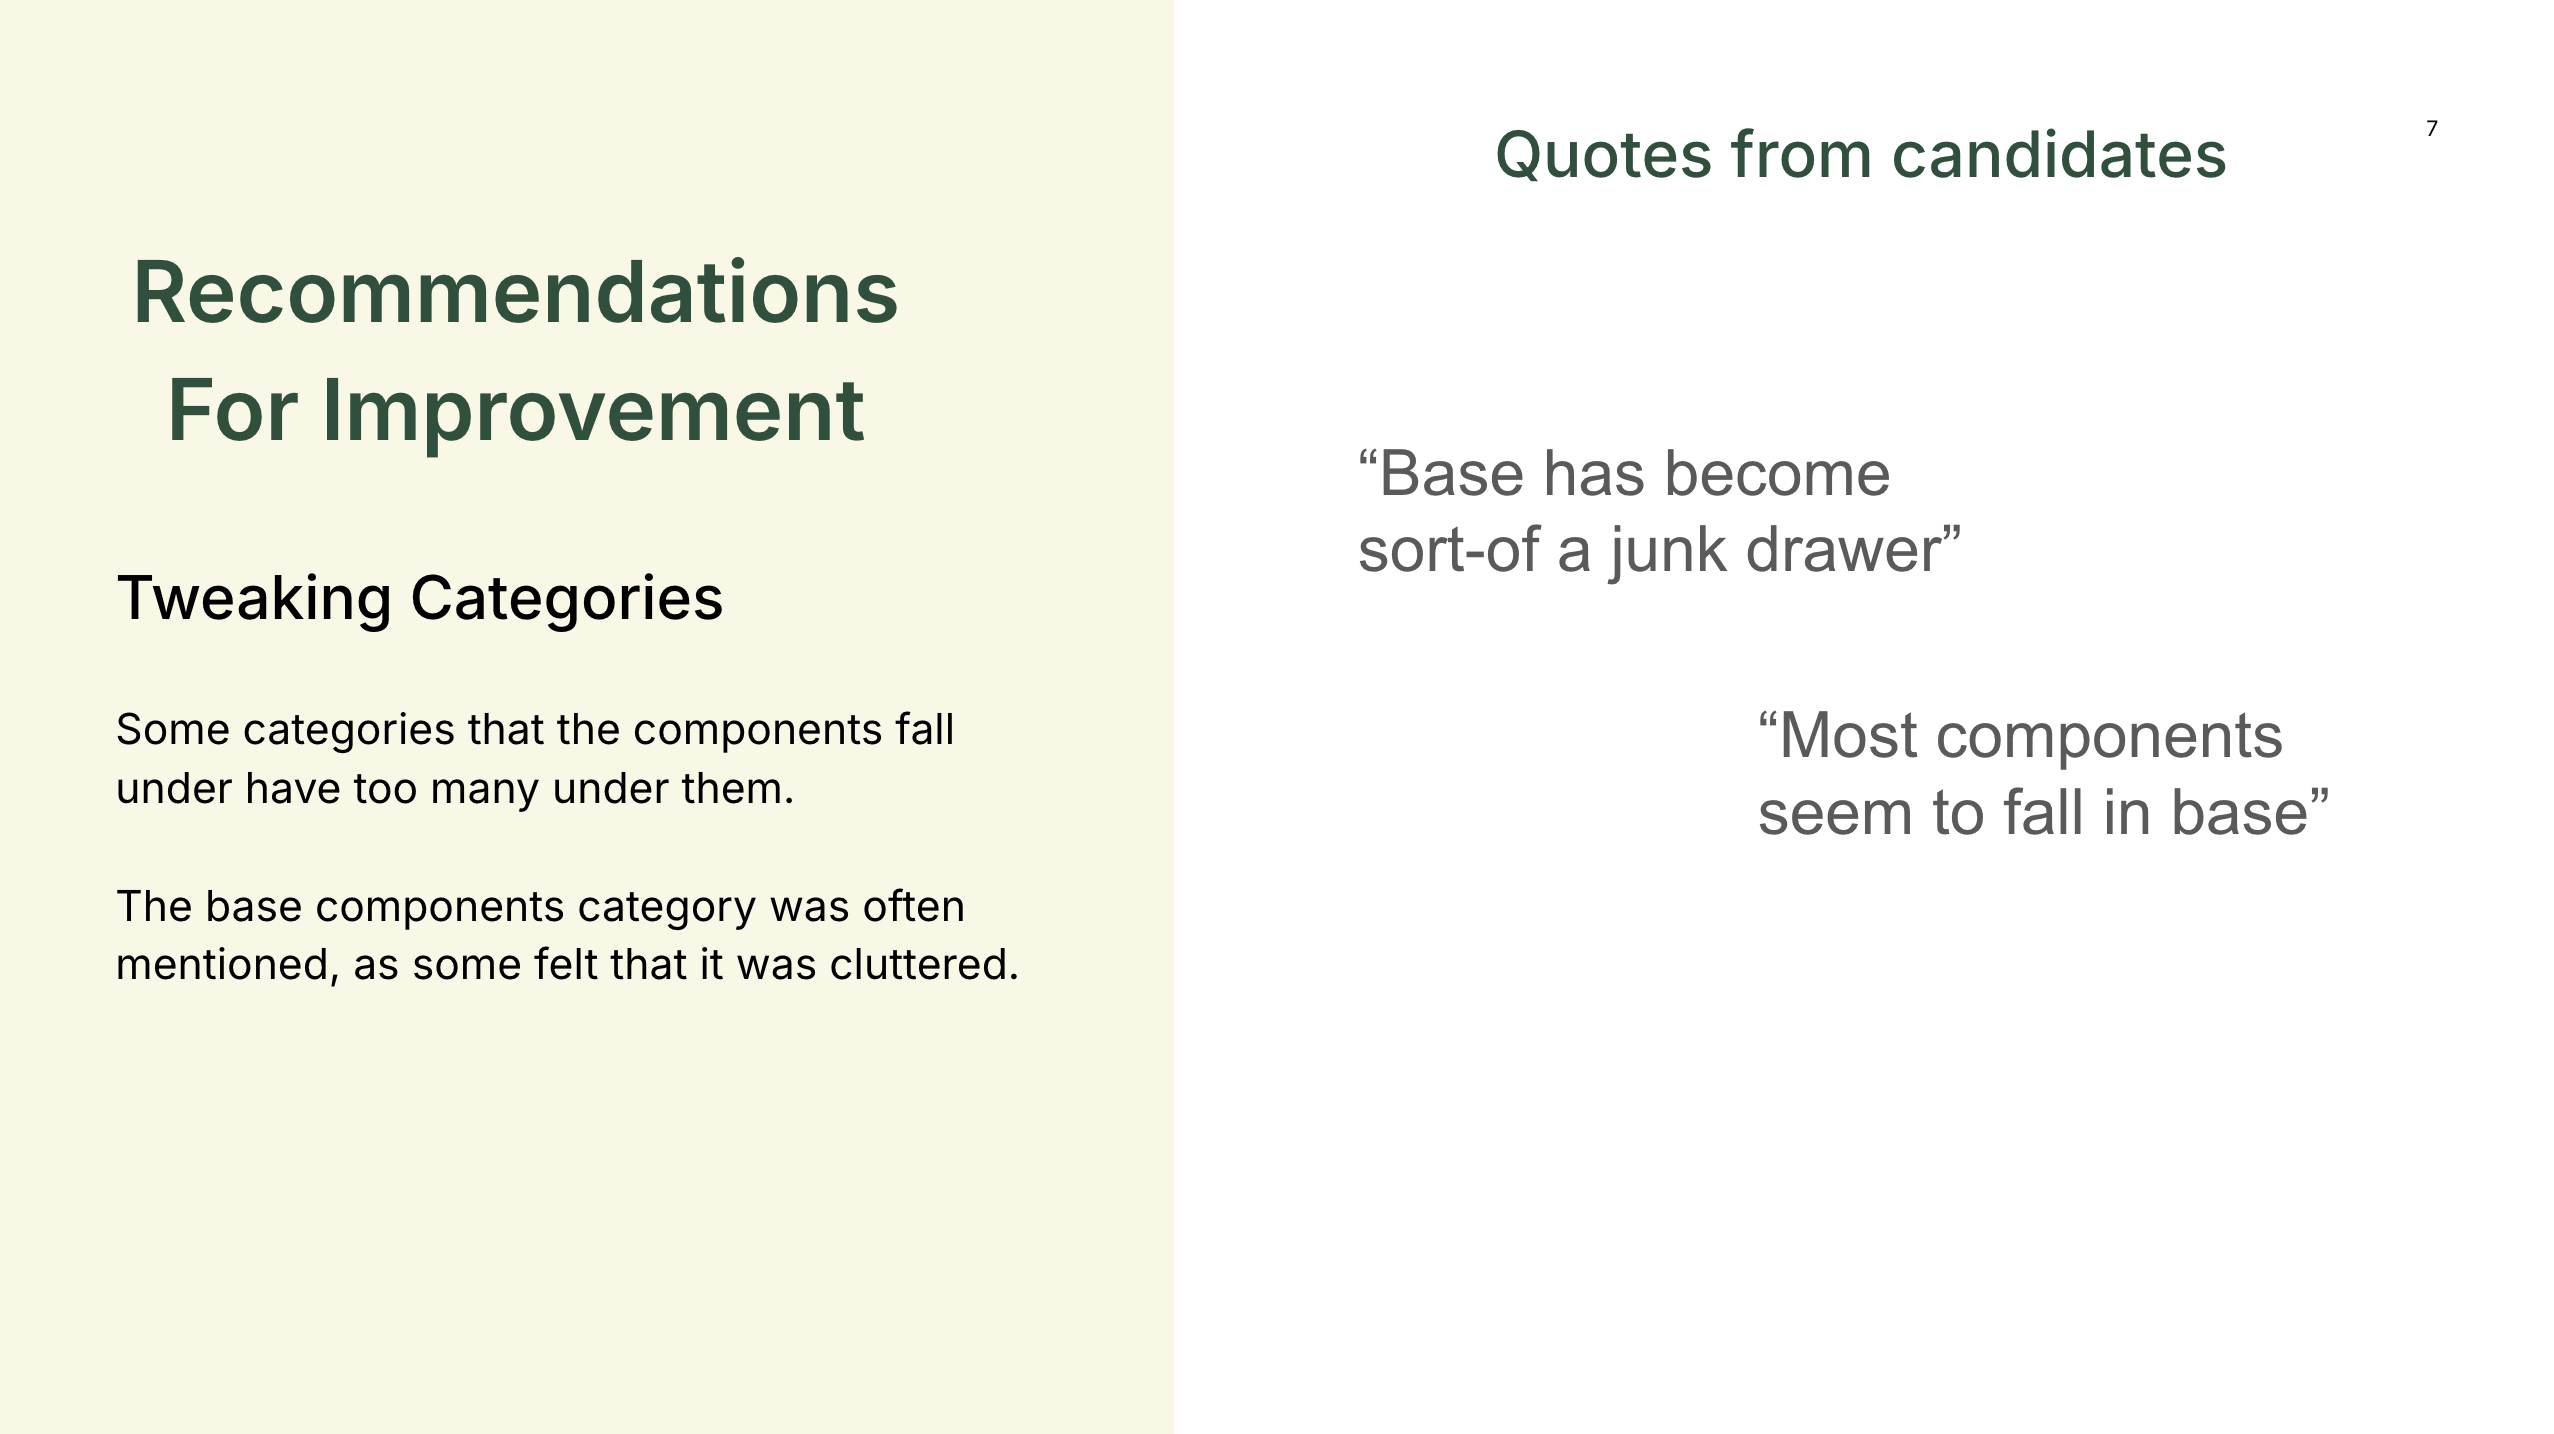 Recommendations
For Improvement
Tweaking Categories
Some categories that the components fall
under have too many under them.
The base components category was often
mentioned, as some felt that it was cluttered.
Quotes from candidates
7
“Base has become
sort-of a junk drawer”
“Most components
seem to fall in base”